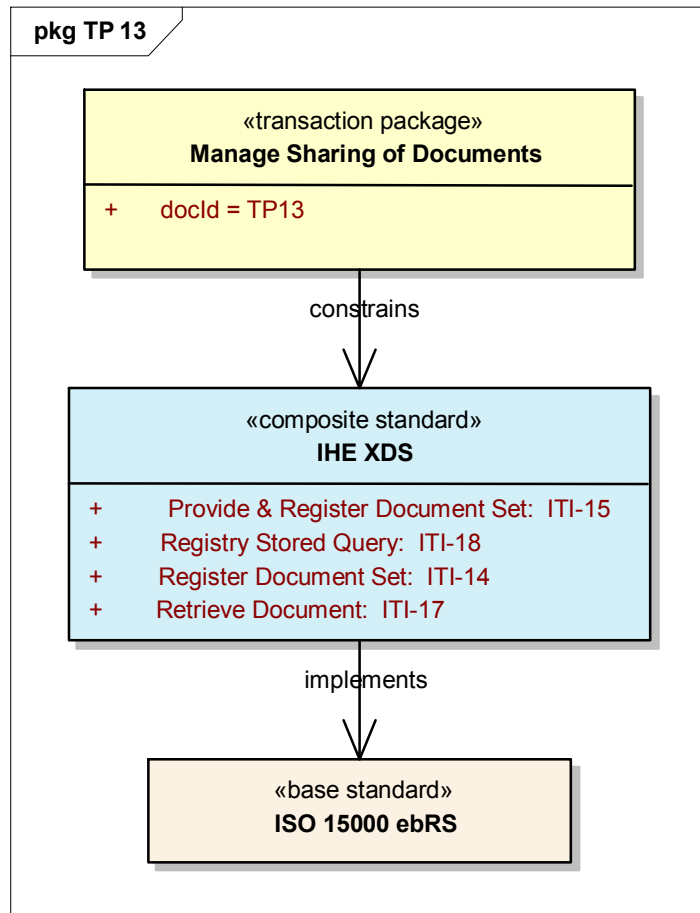 pkg TP 13
«transaction package»
Manage Sharing of Documents
+ docId = TP13
constrains
«composite standard»
IHE XDS
+ Provide & Register Document Set: ITI-15
+ Registry Stored Query: ITI-18
+ Register Document Set: ITI-14
+ Retrieve Document: ITI-17
implements
«base standard»
ISO 15000 ebRS